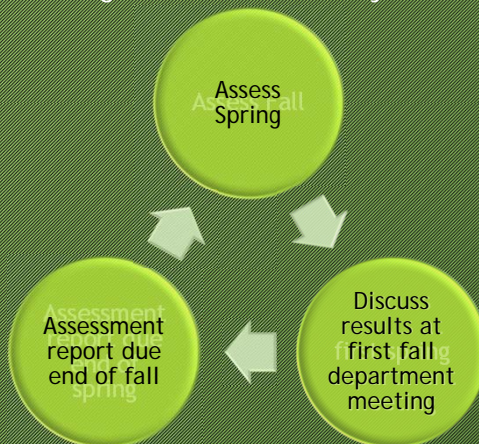 Assess
Spring
Discuss
results at
first fall
department
meeting
Assessment
report due
end of fall